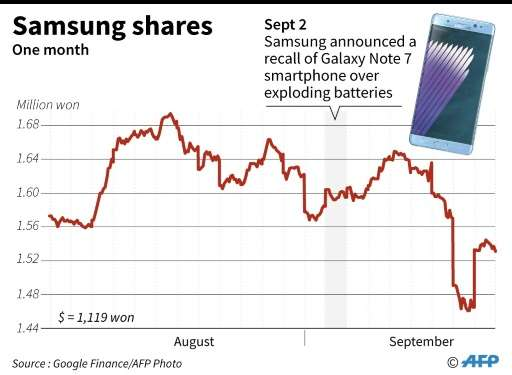 Samsung shares
One month
Sept 2
Samsung announced a
recall of Galaxy Note 7
smartphone over
exploding batteries
Million won
1.68
1.64
1.60
1.56
1.52
1.48
1.44
$ = 1,119 won
August
September
Source : Google Finance/AFP Photo
© AFP